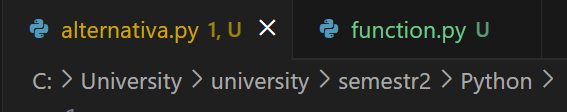 alternativa.py 1, U function.py U
C: > University > university > semestr2 > Python >